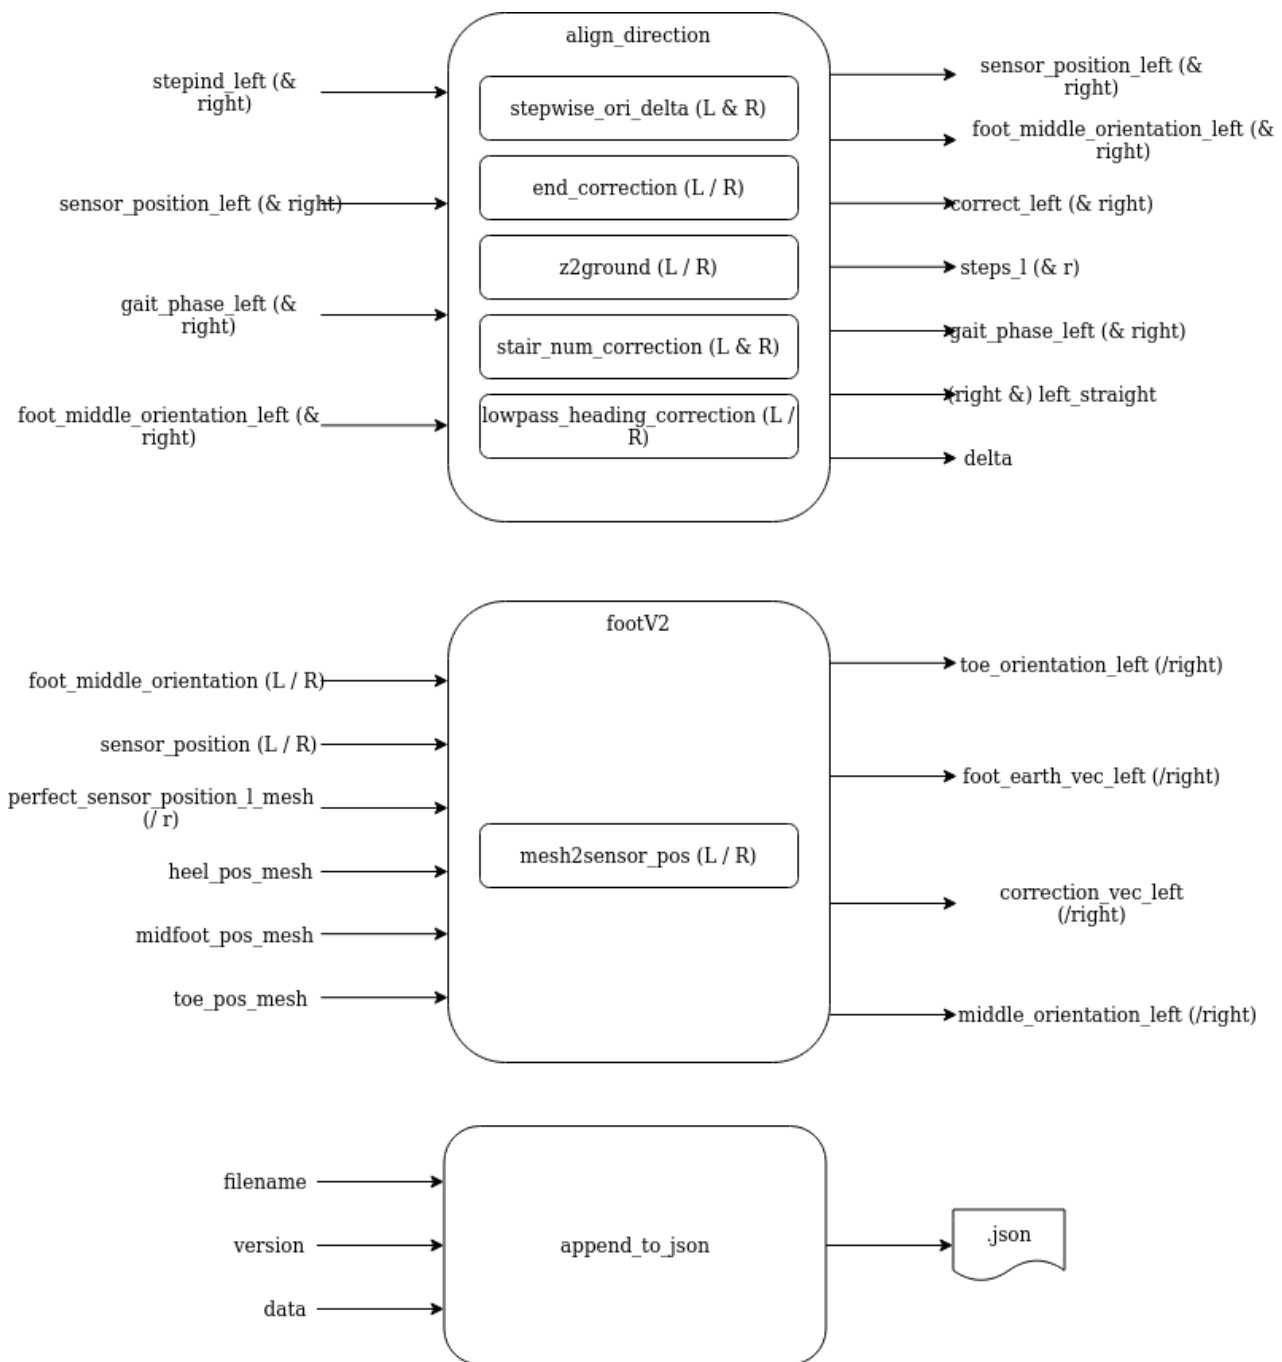 align_direction
stepind_left (&
right)
sensor_position_left (& right)
gait_phase_left (&
right)
foot_middle_orientation_left (&
right)
stepwise_ori_delta (L & R)
end_correction (L / R)
z2ground (L / R)
stair_num_correction (L & R)
lowpass_heading_correction (L /
R)
sensor_position_left (&
right)
foot_middle_orientation_left (&
right)
correct_left (& right)
steps_l (& r)
gait_phase_left (& right)
(right &) left_straight
delta
footV2
foot_middle_orientation (L / R)
sensor_position (L / R)
perfect_sensor_position_l_mesh
(/ r)
heel_pos_mesh
midfoot_pos_mesh
toe_pos_mesh
mesh2sensor_pos (L / R)
toe_orientation_left (/right)
foot_earth_vec_left (/right)
correction_vec_left
(/right)
middle_orientation_left (/right)
filename
version
data
append_to_json
.json